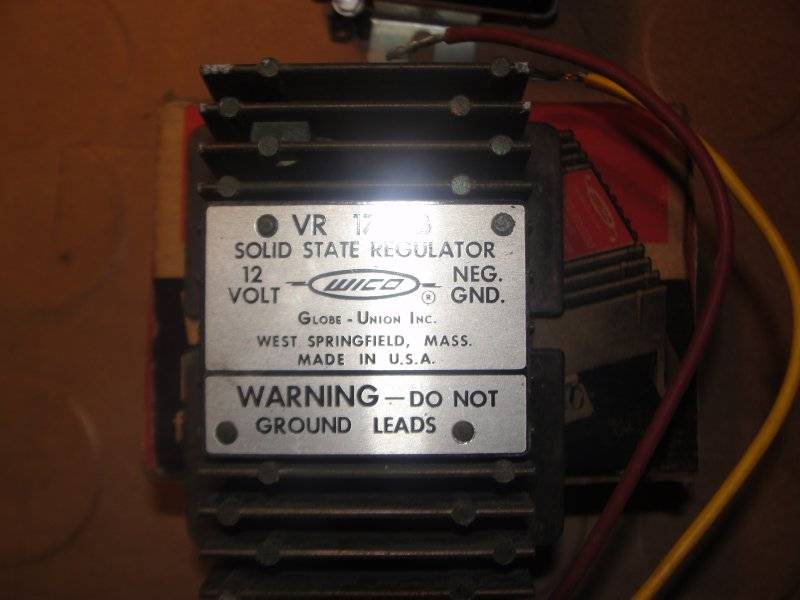 VR
SOLID STATE REGULATOR
12 VOLT
WICO ®
NEG. GND.
GLOBE-UNION INC.
WEST SPRINGFIELD, MASS.
MADE IN U.S.A.
WARNING—DO NOT
GROUND LEADS
WICO